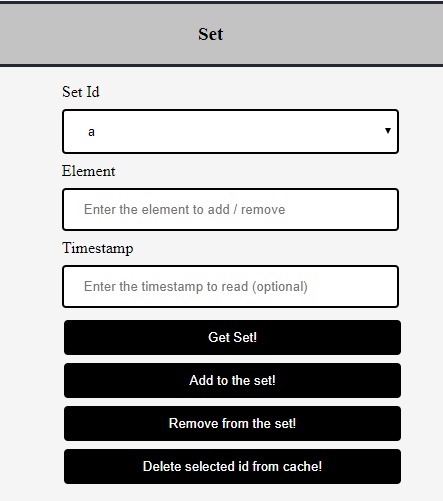 Set
Set Id
a
Element
Enter the element to add / remove
Timestamp
Enter the timestamp to read (optional)
Get Set!
Add to the set!
Remove from the set!
Delete selected id from cache!